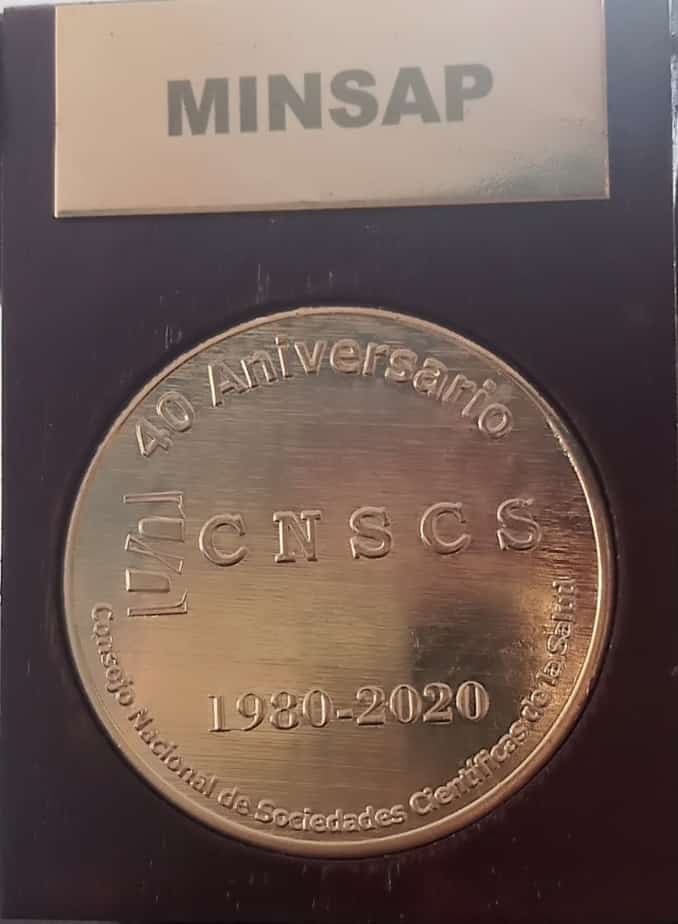 MINSAP
40 Aniversario
CNSCS
1980-2020
Consejo Nacional de Sociedades Científicas de la Salud